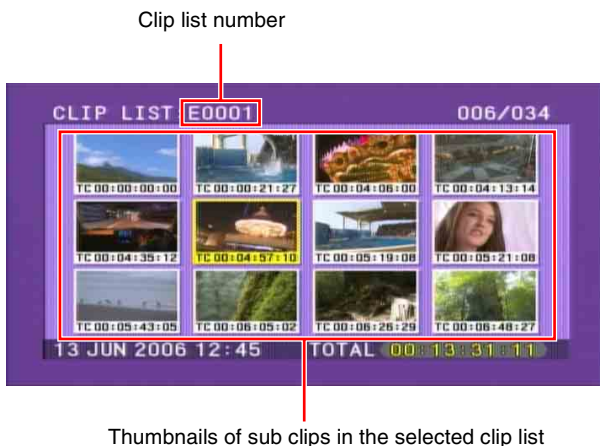 Clip list number
CLIP LIST E0001 006/034
TC 00:00:00:00 TC 00:00:21:27 TC 00:04:06:00 TC 00:04:13:14
TC 00:04:35:12 TC 00:04:57:10 TC 00:05:19:08 TC 00:05:21:08
TC 00:05:43:05 TC 00:06:05:02 TC 00:06:26:29 TC 00:06:48:27
13 JUN 2006 12:45 TOTAL 00:13:31:11
Thumbnails of sub clips in the selected clip list